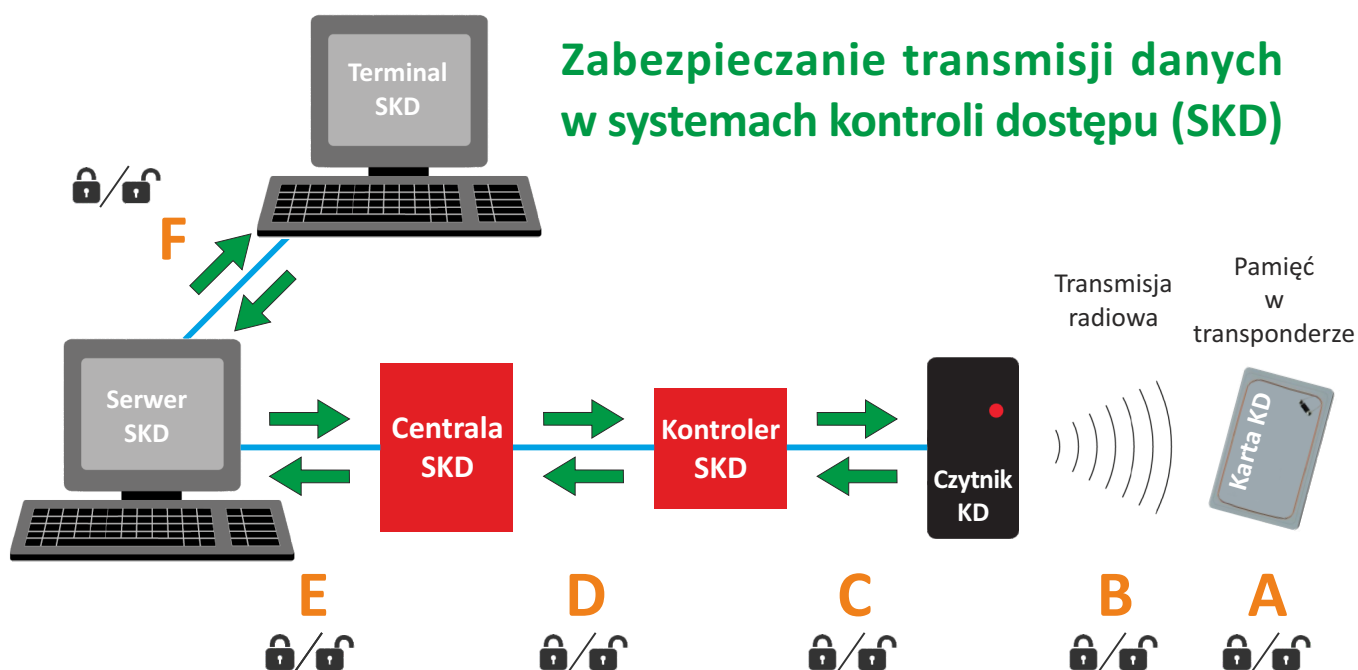 Zabezpieczanie transmisji danych
w systemach kontroli dostępu (SKD)
Terminal
SKD
F
Serwer
SKD
Centrala
SKD
Kontroler
SKD
Czytnik
KD
Transmisja
radiowa
Pamięć
w
transponderze
Karta KD
E
D
C
B
A